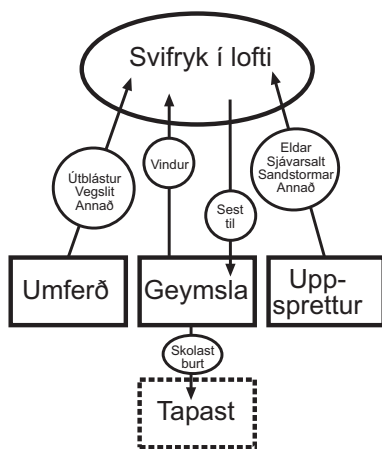 Svifryk í lofti
Útblástur
Vegslit
Annað
Vindur
Eldar
Sjávarsalt
Sandstormar
Annað
Sest
til
Umferð
Geymsla
Upp-
sprettur
Skolast
burt
Tapast